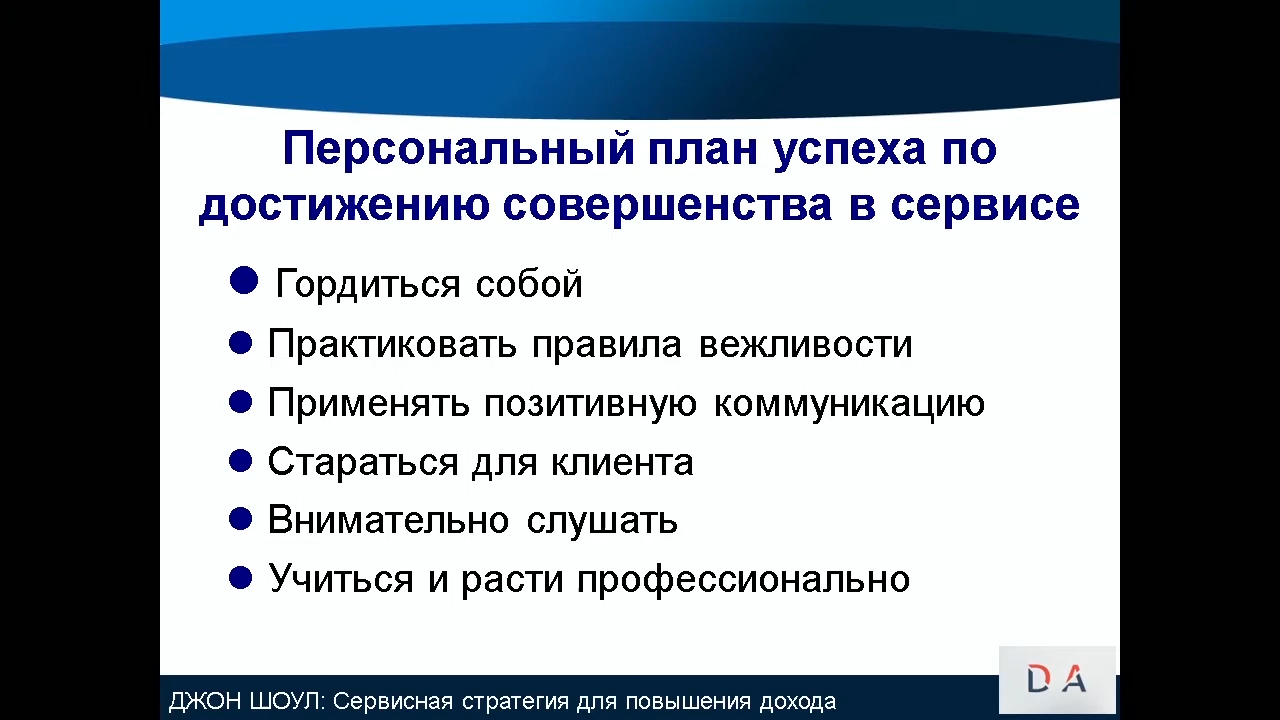 Персональный план успеха по
достижению совершенства в сервисе
Гордиться собой
Практиковать правила вежливости
Применять позитивную коммуникацию
Стараться для клиента
Внимательно слушать
Учиться и расти профессионально
ДЖОН ШОУЛ: Сервисная стратегия для повышения дохода
DA